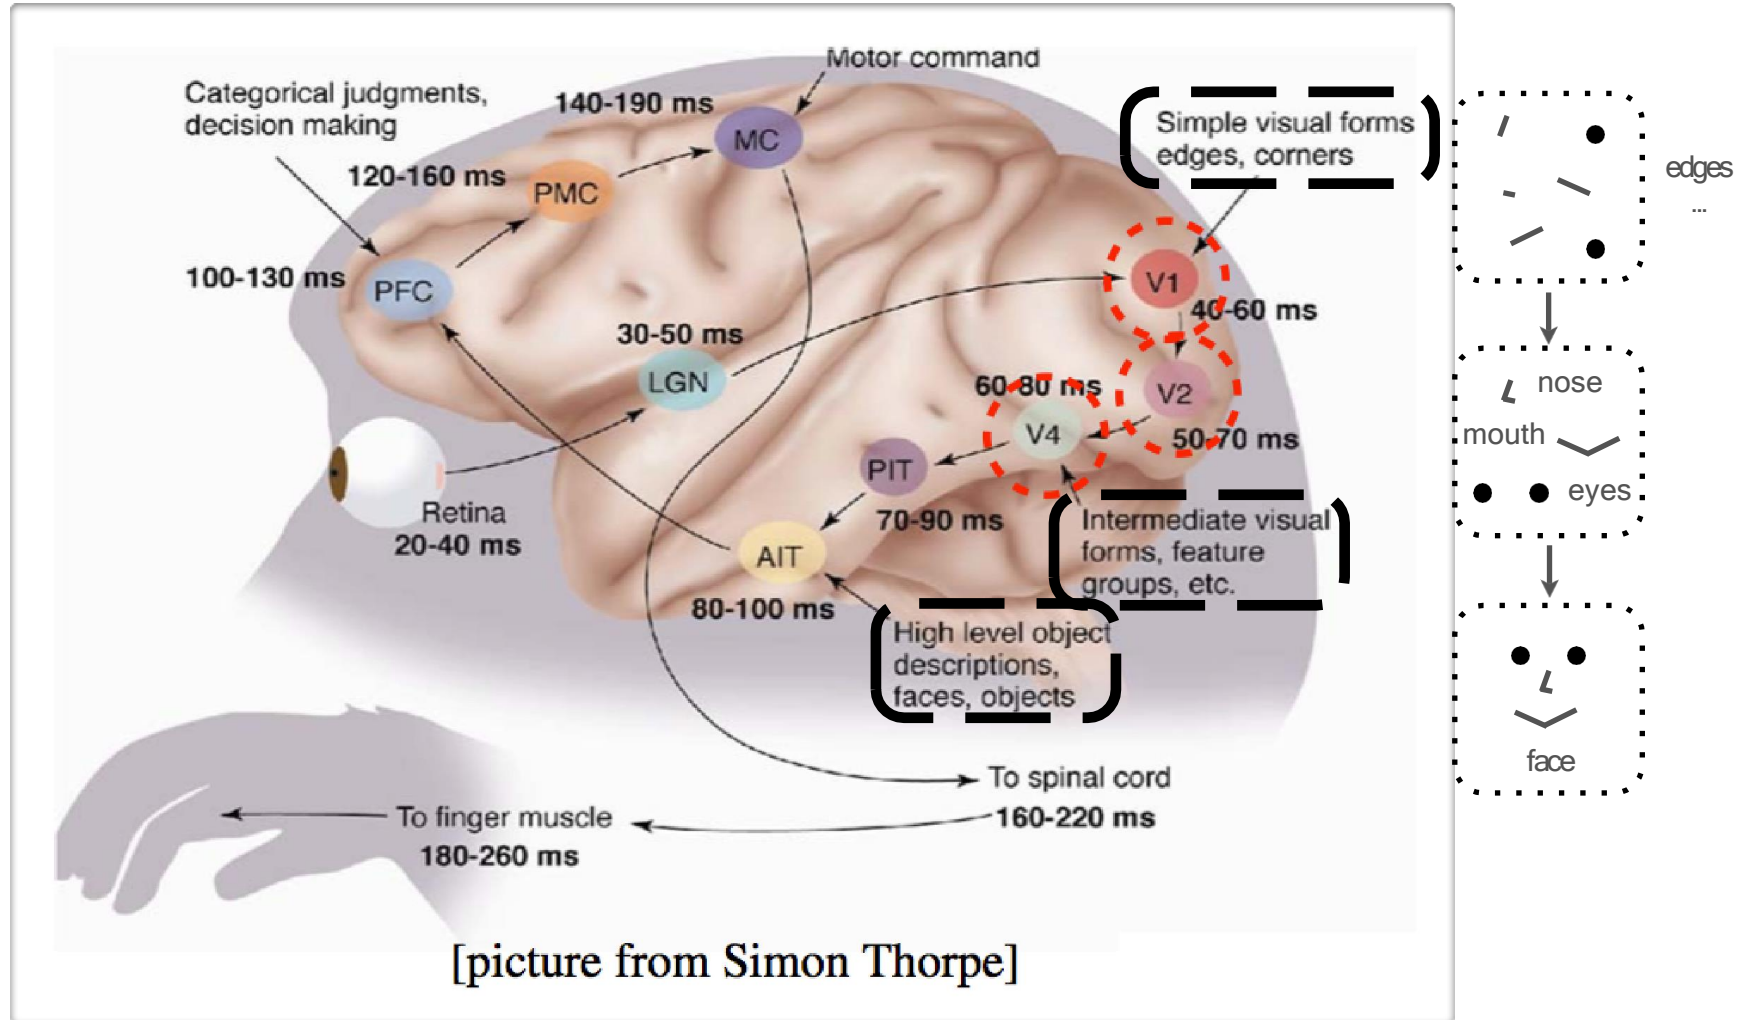 Motor command
Categorical judgments,
decision making
140-190 ms
MC
120-160 ms
PMC
100-130 ms
PFC
Simple visual forms
edges, corners
V1
40-60 ms
30-50 ms
LGN
V2
50-70 ms
60-80 ms
V4
PIT
70-90 ms
Retina
20-40 ms
AIT
80-100 ms
Intermediate visual
forms, feature
groups, etc.
High level object
descriptions,
faces, objects
To spinal cord
160-220 ms
To finger muscle
180-260 ms
[picture from Simon Thorpe]
edges
...
nose
mouth
eyes
face